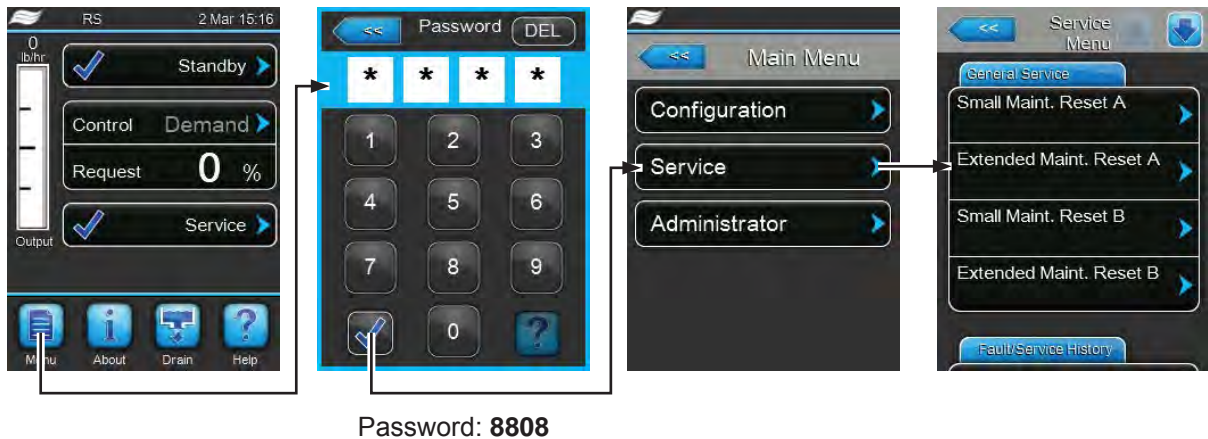 RS 2 Mar 15:16
0
lb/hr
Standby
Control Demand
Request 0 %
Service
Output
Menu About Drain Help
<< Password DEL
* * * *
1 2 3
4 5 6
7 8 9
0 ?
Password: 8808
<< Main Menu
Configuration
Service
Administrator
<< Service
Menu
General Service
Small Maint. Reset A
Extended Maint. Reset A
Small Maint. Reset B
Extended Maint. Reset B
Fault/Service History